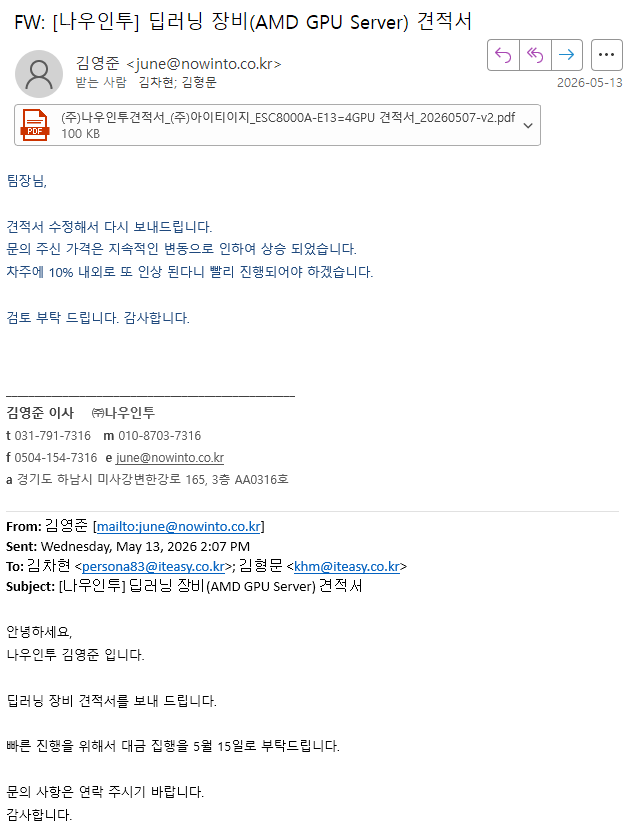 FW: [나우인투] 딥러닝 장비(AMD GPU Server) 견적서
김영준 <june@nowinto.co.kr>
받는 사람 김차현; 김형문
2026-05-13
(주)나우인투견적서_(주)아이티이지_ESC8000A-E13=4GPU 견적서_20260507-v2.pdf
PDF
100 KB
팀장님,
견적서 수정해서 다시 보내드립니다.
문의 주신 가격은 지속적인 변동으로 인하여 상승 되었습니다.
차주에 10% 내외로 또 인상 된다니 빨리 진행되어야 하겠습니다.
검토 부탁 드립니다. 감사합니다.
김영준 이사 ㈜나우인투
t 031-791-7316 m 010-8703-7316
f 0504-154-7316 e june@nowinto.co.kr
a 경기도 하남시 미사강변한강로 165, 3층 AA0316호
From: 김영준 [mailto:june@nowinto.co.kr]
Sent: Wednesday, May 13, 2026 2:07 PM
To: 김차현 <persona83@iteasy.co.kr>; 김형문 <khm@iteasy.co.kr>
Subject: [나우인투] 딥러닝 장비(AMD GPU Server) 견적서
안녕하세요,
나우인투 김영준 입니다.
딥러닝 장비 견적서를 보내 드립니다.
빠른 진행을 위해서 대금 집행을 5월 15일로 부탁드립니다.
문의 사항은 연락 주시기 바랍니다.
감사합니다.